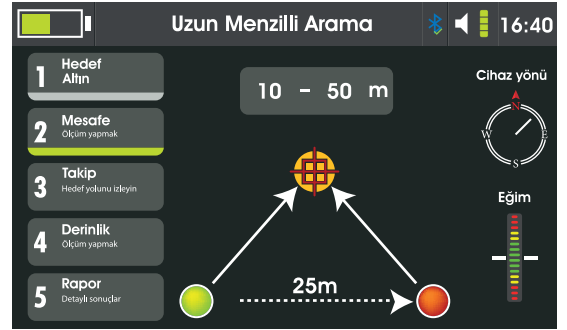 Uzun Menzilli Arama
16:40
1 Hedef
Altın
2 Mesafe
Ölçüm yapmak
3 Takip
Hedef yolunu izleyin
4 Derinlik
Ölçüm yapmak
5 Rapor
Detaylı sonuçlar
10 - 50 m
25m
Cihaz yönü
N
W
E
S
Eğim